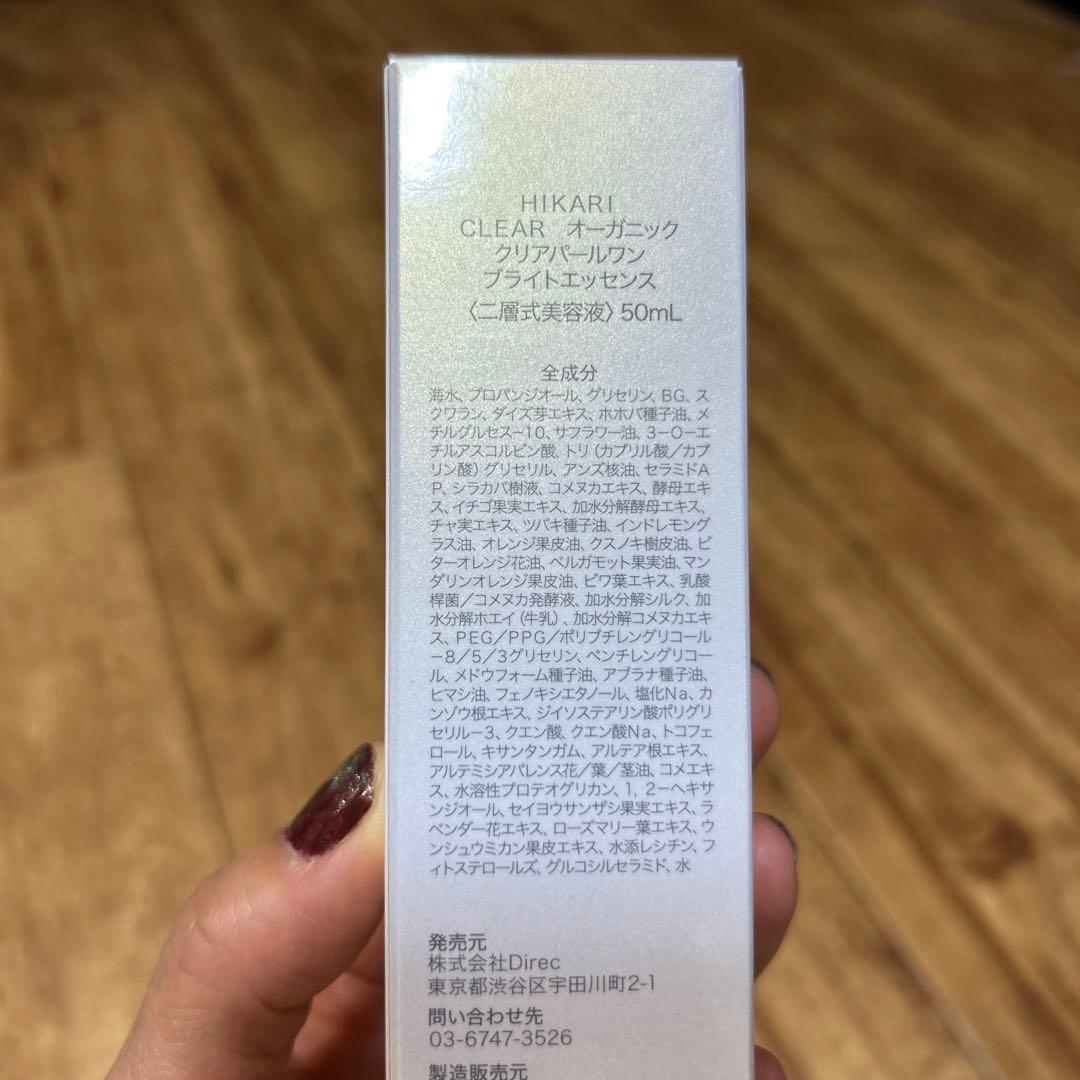 HIKARI
CLEAR オーガニック
クリアパールワン
ブライトエッセンス
〈二層式美容液〉50mL
全成分
海水、プロパンジオール、グリセリン、BG、ス
クワラン、ダイズ芽エキス、ホホバ種子油、メ
チルグルセス-10、サフラワー油、3-O-エ
チルアスコルビン酸、トリ(カプリル酸/カプ
リン酸)グリセリル、アンズ核油、セラミドA
P、シラカバ樹液、コメヌカエキス、酵母エキ
ス、イチゴ果実エキス、加水分解酵母エキス、
チャ実エキス、ツバキ種子油、インドレモング
ラス油、オレンジ果皮油、クスノキ樹皮油、ビ
ターオレンジ花油、ベルガモット果実油、マン
ダリンオレンジ果皮油、ビワ葉エキス、乳酸
桿菌/コメヌカ発酵液、加水分解シルク、加
水分解ホエイ(牛乳)、加水分解コメヌカエキ
ス、PEG/PPG/ポリブチレングリコール
-8/5/3グリセリン、ペンチレングリコー
ル、メドウフォーム種子油、アブラナ種子油、
ヒマシ油、フェノキシエタノール、塩化Na、カ
ンゾウ根エキス、ジイソステアリン酸ポリグリ
セリル-3、クエン酸、クエン酸Na、トコフェ
ロール、キサンタンガム、アルテア根エキス、
アルテミシアパレンス花/葉/茎油、コメエキ
ス、水溶性プロテオグリカン、1，2-ヘキサ
ンジオール、セイヨウサンザシ果実エキス、ラ
ベンダー花エキス、ローズマリー葉エキス、ウ
ンシュウミカン果皮エキス、水添レシチン、フ
ィトステロールズ、グルコシルセラミド、水
発売元
株式会社Direc
東京都渋谷区宇田川町2-1
問い合わせ先
03-6747-3526
製造販売元